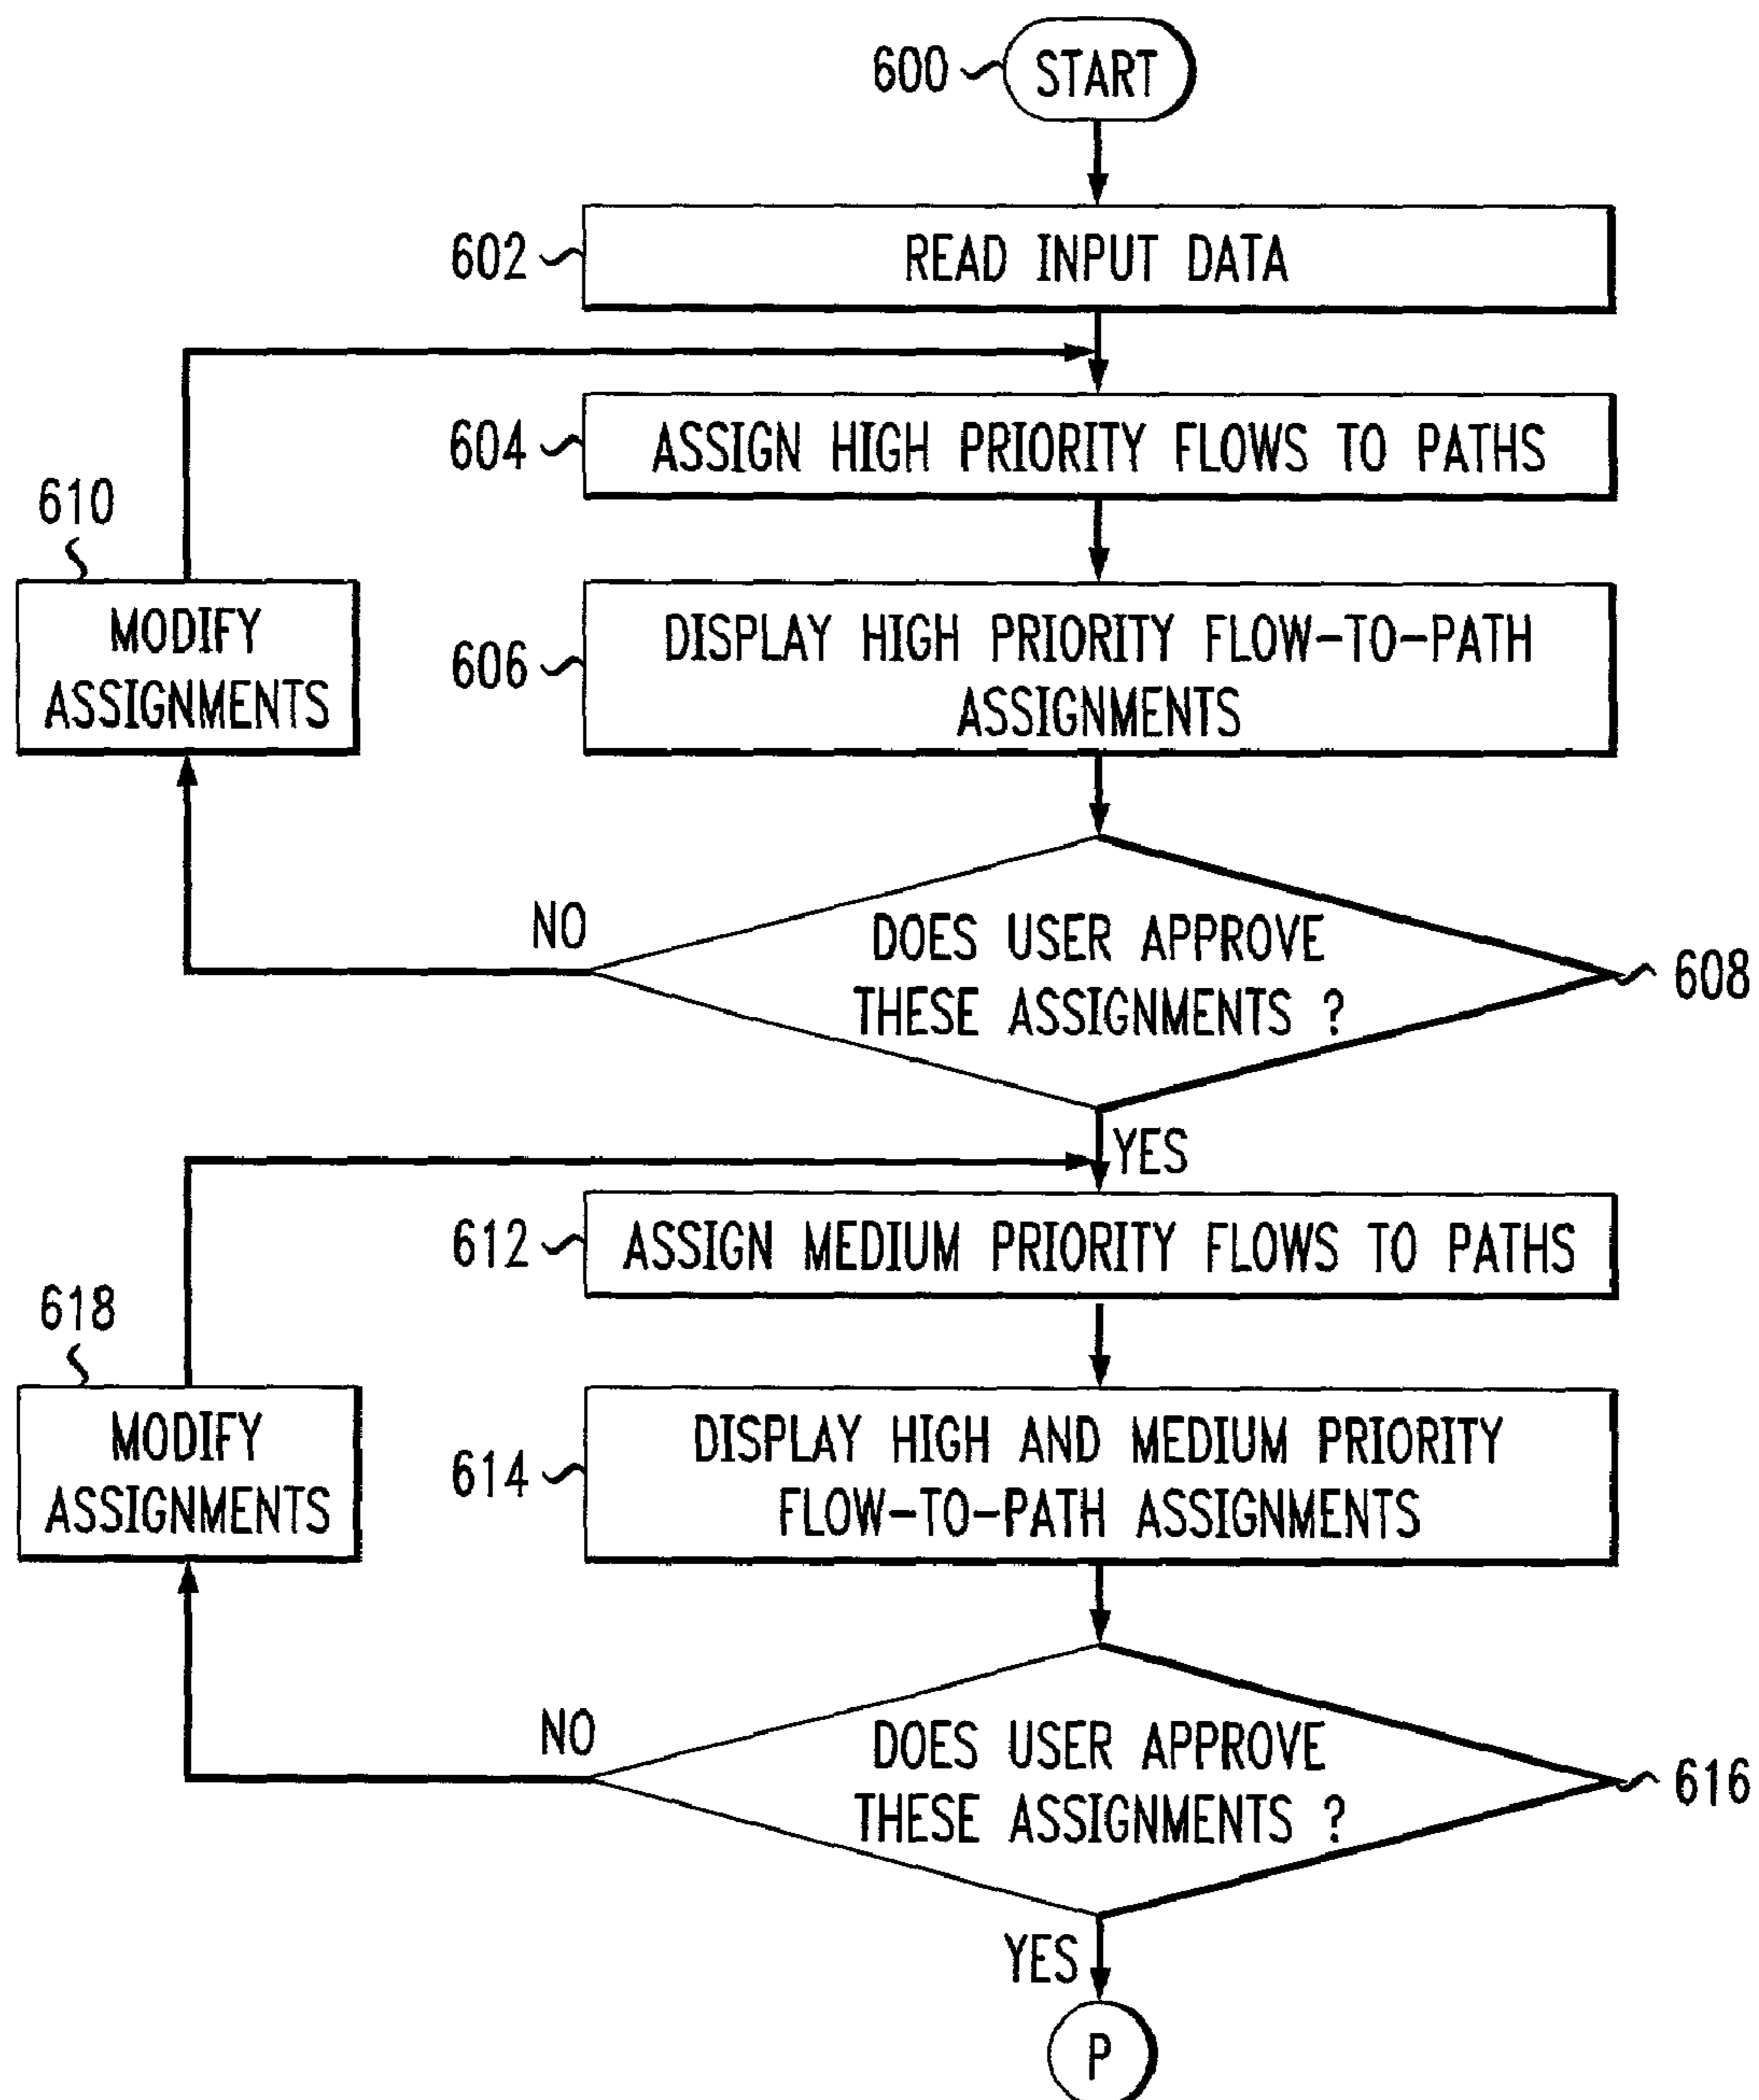 600
START
602
READ INPUT DATA
604
ASSIGN HIGH PRIORITY FLOWS TO PATHS
610
MODIFY
ASSIGNMENTS
606
DISPLAY HIGH PRIORITY FLOW-TO-PATH
ASSIGNMENTS
NO
DOES USER APPROVE
THESE ASSIGNMENTS ?
608
YES
612
ASSIGN MEDIUM PRIORITY FLOWS TO PATHS
618
MODIFY
ASSIGNMENTS
614
DISPLAY HIGH AND MEDIUM PRIORITY
FLOW-TO-PATH ASSIGNMENTS
NO
DOES USER APPROVE
THESE ASSIGNMENTS ?
616
YES
P